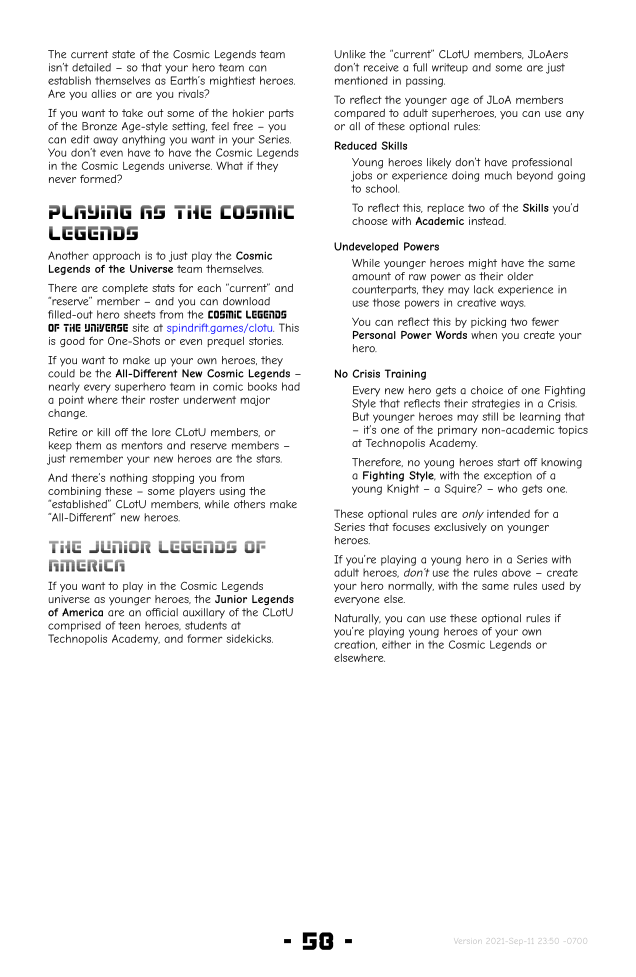 The current state of the Cosmic Legends team
isn't detailed – so that your hero team can
establish themselves as Earth's mightiest heroes.
Are you allies or are you rivals?
If you want to take out some of the hokier parts
of the Bronze Age-style setting, feel free – you
can edit away anything you want in your Series.
You don't even have to have the Cosmic Legends
in the Cosmic Legends universe. What if they
never formed?
Playing as the Cosmic
Legends
Another approach is to just play the Cosmic
Legends of the Universe team themselves.
There are complete stats for each "current" and
"reserve" member – and you can download
filled-out hero sheets from the Cosmic Legends
of the Universe site at spindrift.games/clotu. This
is good for One-Shots or even prequel stories.
If you want to make up your own heroes, they
could be the All-Different New Cosmic Legends –
nearly every superhero team in comic books had
a point where their roster underwent major
change.
Retire or kill off the lore CLotU members, or
keep them as mentors and reserve members –
just remember your new heroes are the stars.
And there's nothing stopping you from
combining these – some players using the
"established" CLotU members, while others make
"All-Different" new heroes.
The Junior Legends of
America
If you want to play in the Cosmic Legends
universe as younger heroes, the Junior Legends
of America are an official auxillary of the CLotU
comprised of teen heroes, students at
Technopolis Academy, and former sidekicks.
Unlike the "current" CLotU members, JLoAers
don't receive a full writeup and some are just
mentioned in passing.
To reflect the younger age of JLoA members
compared to adult superheroes, you can use any
or all of these optional rules:
Reduced Skills
Young heroes likely don't have professional
jobs or experience doing much beyond going
to school.
To reflect this, replace two of the Skills you'd
choose with Academic instead.
Undeveloped Powers
While younger heroes might have the same
amount of raw power as their older
counterparts, they may lack experience in
use those powers in creative ways.
You can reflect this by picking two fewer
Personal Power Words when you create your
hero.
No Crisis Training
Every new hero gets a choice of one Fighting
Style that reflects their strategies in a Crisis.
But younger heroes may still be learning that
– it's one of the primary non-academic topics
at Technopolis Academy.
Therefore, no young heroes start off knowing
a Fighting Style, with the exception of a
young Knight – a Squire? – who gets one.
These optional rules are only intended for a
Series that focuses exclusively on younger
heroes.
If you're playing a young hero in a Series with
adult heroes, don't use the rules above – create
your hero normally, with the same rules used by
everyone else.
Naturally, you can use these optional rules if
you're playing young heroes of your own
creation, either in the Cosmic Legends or
elsewhere.
- 58 -
Version 2021-Sep-11 23:50 -0700